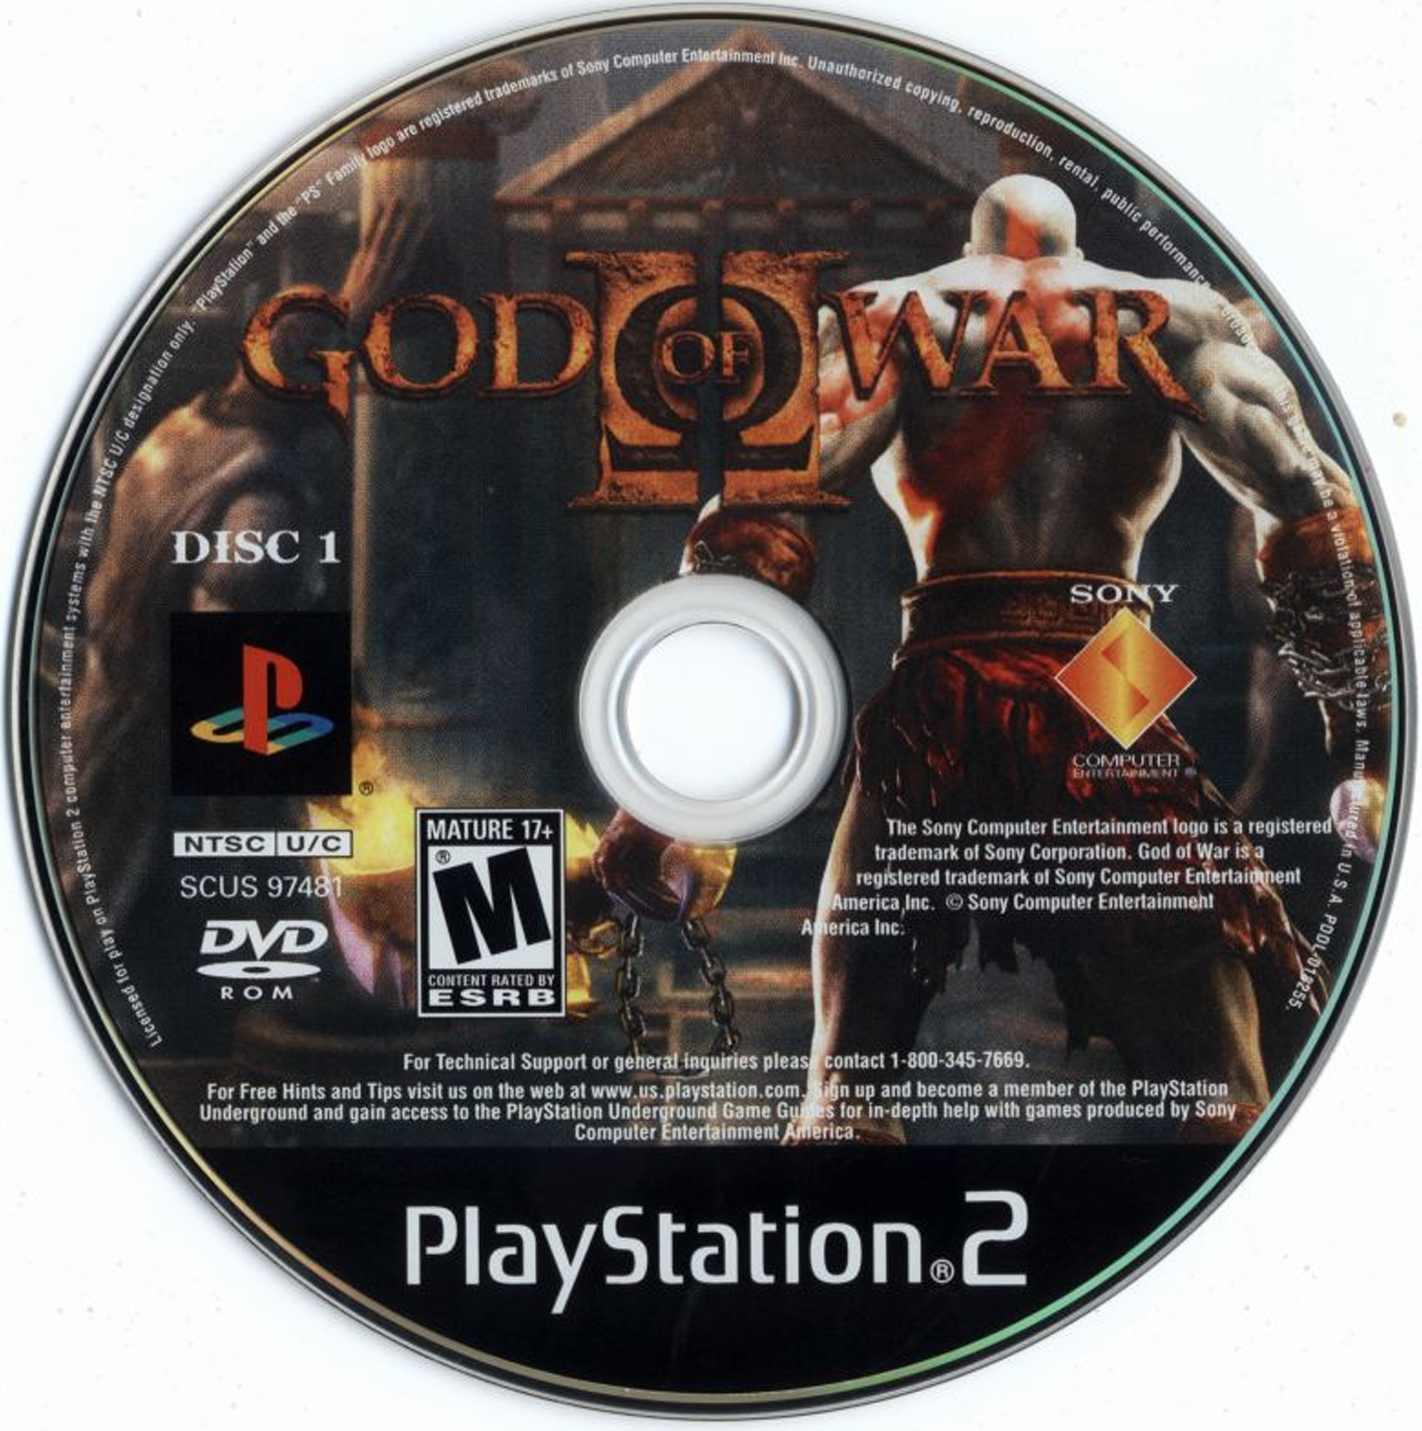 Licensed for play on PlayStation 2 computer entertainment systems with the NTSC U/C designation only. "PlayStation" and the "PS" Family logo are registered trademarks of Sony Computer Entertainment Inc. Unauthorized copying, reproduction, rental, public performance may be a violation of applicable laws. Manufactured in U.S.A.
GOD OF WAR
II
DISC 1
SONY
COMPUTER
ENTERTAINMENT ®
®
NTSC U/C
SCUS 97481
DVD
ROM
MATURE 17+
® M
CONTENT RATED BY
ESRB
The Sony Computer Entertainment logo is a registered
trademark of Sony Corporation. God of War is a
registered trademark of Sony Computer Entertainment
America Inc. © Sony Computer Entertainment
America Inc.
For Technical Support or general inquiries please contact 1-800-345-7669.
For Free Hints and Tips visit us on the web at www.us.playstation.com. Sign up and become a member of the PlayStation
Underground and gain access to the PlayStation Underground Game Guides for in-depth help with games produced by Sony
Computer Entertainment America.
PlayStation®2